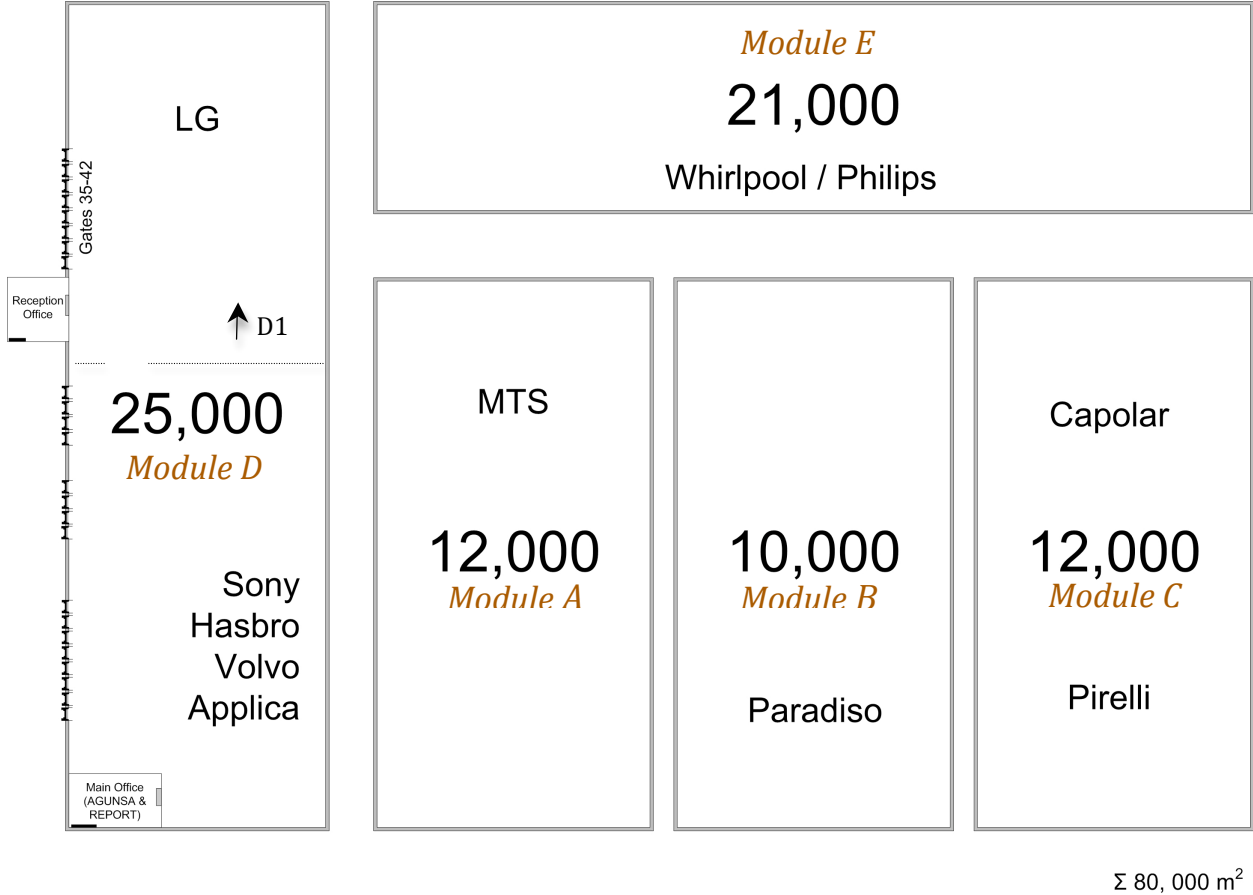 LG
Gates 35-42
Reception
Office
D1
25,000
Module D
Sony
Hasbro
Volvo
Applica
Main Office
(AGUNSA &
REPORT)
Module E
21,000
Whirlpool / Philips
MTS
12,000
Module A
10,000
Module B
Paradiso
Capolar
12,000
Module C
Pirelli
Σ 80, 000 m²